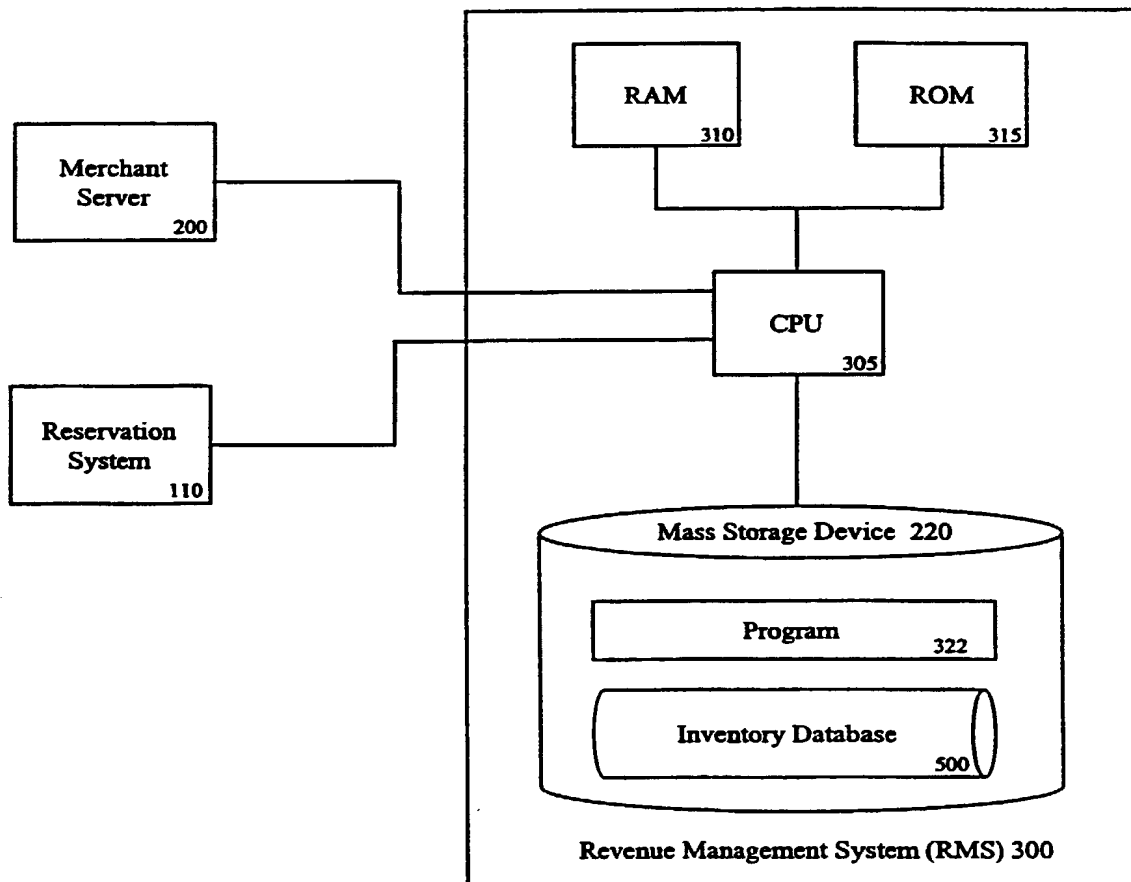 RAM
310
ROM
315
Merchant
Server
200
CPU
305
Reservation
System
110
Mass Storage Device 220
Program
322
Inventory Database
500
Revenue Management System (RMS) 300